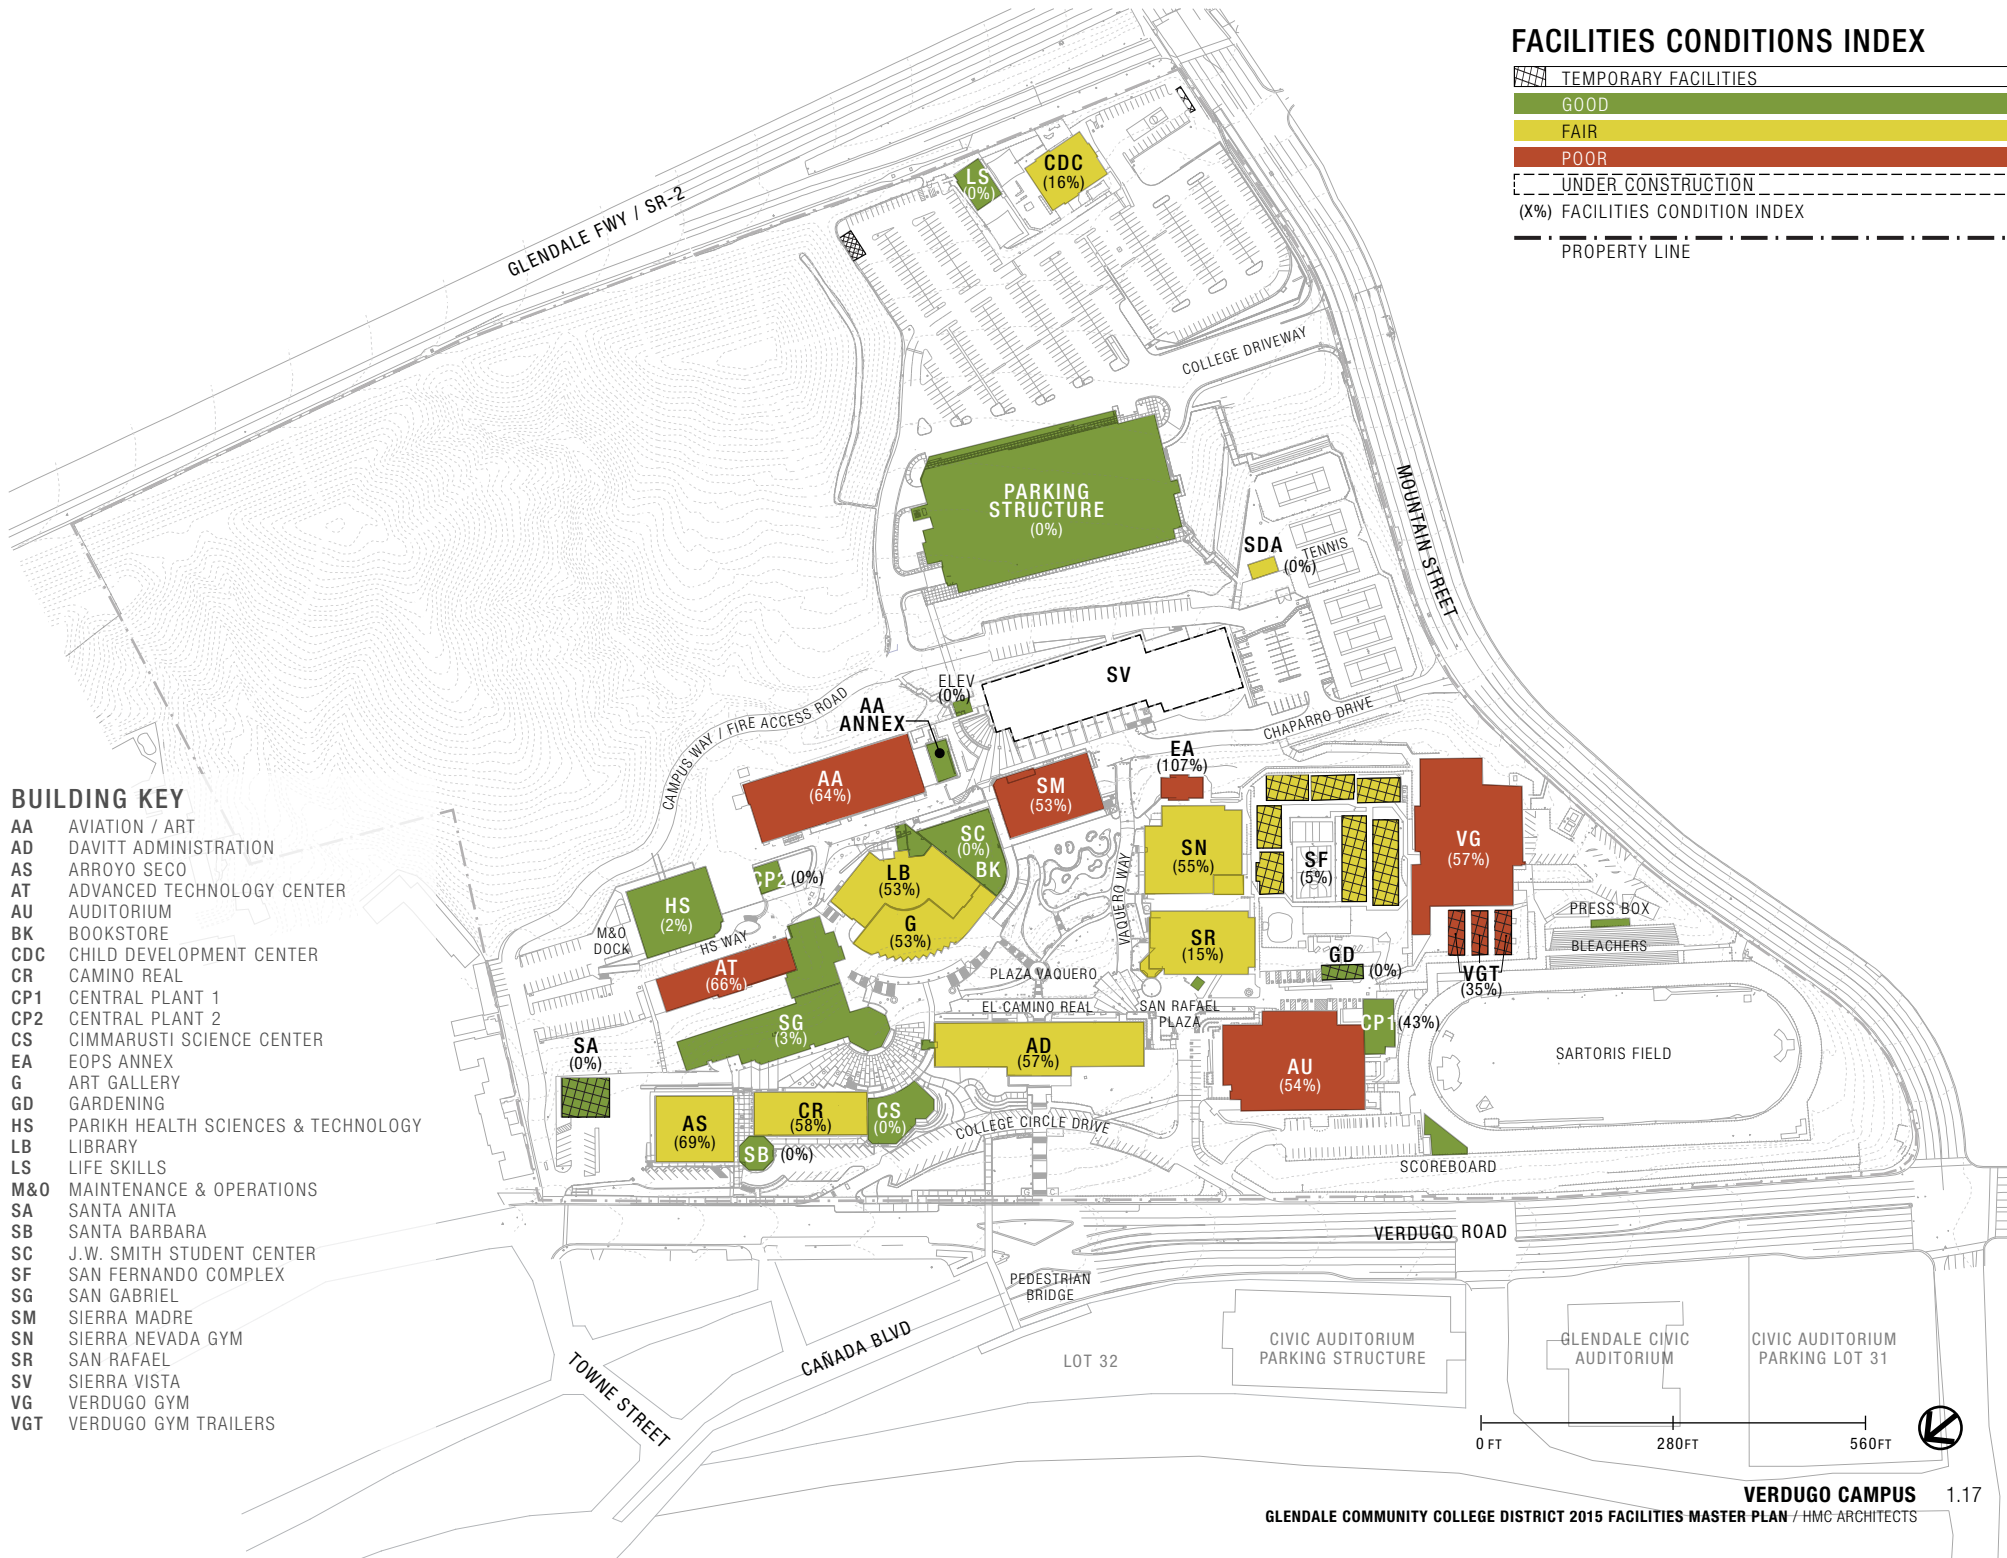 FACILITIES CONDITIONS INDEX
TEMPORARY FACILITIES
GOOD
FAIR
POOR
UNDER CONSTRUCTION
(X%) FACILITIES CONDITION INDEX
PROPERTY LINE
GLENDALE FWY / SR-2
LS
(0%)
CDC
(16%)
COLLEGE DRIVEWAY
MOUNTAIN STREET
PARKING
STRUCTURE
(0%)
SDA
(0%)
TENNIS
SV
ELEV
(0%)
AA
ANNEX
CAMPUS WAY / FIRE ACCESS ROAD
CHAPARRO DRIVE
AA
(64%)
SM
(53%)
EA
(107%)
SC
(0%)
BK
LB
(53%)
G
(53%)
CP2 (0%)
HS
(2%)
M&O
DOCK
HS WAY
AT
(66%)
SG
(3%)
SA
(0%)
AS
(69%)
CR
(58%)
CS
(0%)
SB (0%)
VAQUERO WAY
SN
(55%)
SF
(5%)
VG
(57%)
SR
(15%)
GD
(0%)
VGT
(35%)
PRESS BOX
BLEACHERS
PLAZA VAQUERO
EL CAMINO REAL
SAN RAFAEL
PLAZA
AD
(57%)
AU
(54%)
CP1 (43%)
SARTORIS FIELD
COLLEGE CIRCLE DRIVE
SCOREBOARD
VERDUGO ROAD
PEDESTRIAN
BRIDGE
CAÑADA BLVD
TOWNE STREET
LOT 32
CIVIC AUDITORIUM
PARKING STRUCTURE
GLENDALE CIVIC
AUDITORIUM
CIVIC AUDITORIUM
PARKING LOT 31
BUILDING KEY
AA AVIATION / ART
AD DAVITT ADMINISTRATION
AS ARROYO SECO
AT ADVANCED TECHNOLOGY CENTER
AU AUDITORIUM
BK BOOKSTORE
CDC CHILD DEVELOPMENT CENTER
CR CAMINO REAL
CP1 CENTRAL PLANT 1
CP2 CENTRAL PLANT 2
CS CIMMARUSTI SCIENCE CENTER
EA EOPS ANNEX
G ART GALLERY
GD GARDENING
HS PARIKH HEALTH SCIENCES & TECHNOLOGY
LB LIBRARY
LS LIFE SKILLS
M&O MAINTENANCE & OPERATIONS
SA SANTA ANITA
SB SANTA BARBARA
SC J.W. SMITH STUDENT CENTER
SF SAN FERNANDO COMPLEX
SG SAN GABRIEL
SM SIERRA MADRE
SN SIERRA NEVADA GYM
SR SAN RAFAEL
SV SIERRA VISTA
VG VERDUGO GYM
VGT VERDUGO GYM TRAILERS
0 FT
280FT
560FT
VERDUGO CAMPUS 1.17
GLENDALE COMMUNITY COLLEGE DISTRICT 2015 FACILITIES MASTER PLAN / HMC ARCHITECTS